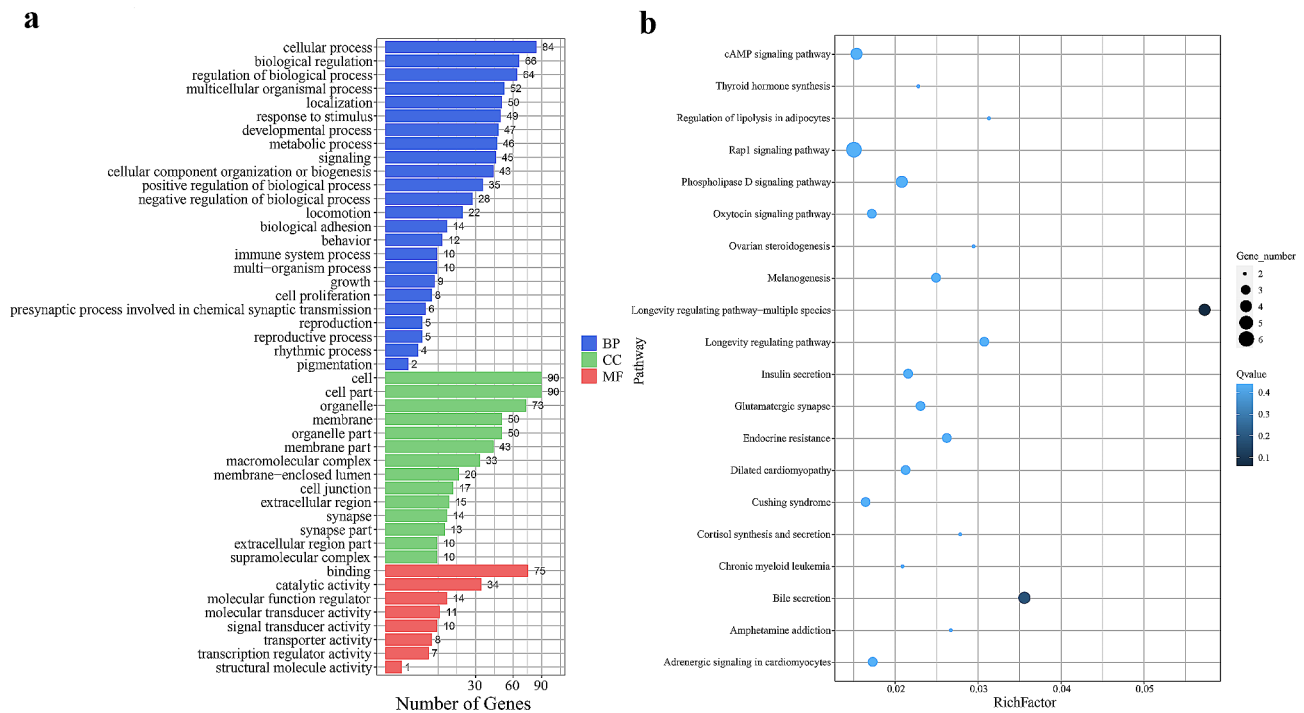 a
cellular process 84
biological regulation 66
regulation of biological process 64
multicellular organismal process 52
localization 50
response to stimulus 49
developmental process 47
metabolic process 46
signaling 45
cellular component organization or biogenesis 43
positive regulation of biological process 35
negative regulation of biological process 28
locomotion 22
biological adhesion 14
behavior 12
immune system process 10
multi-organism process 10
growth 9
cell proliferation 8
presynaptic process involved in chemical synaptic transmission 6
reproduction 5
reproductive process 5
rhythmic process 4
pigmentation 2
cell 90
cell part 90
organelle 73
membrane 50
organelle part 50
membrane part 43
macromolecular complex 33
membrane-enclosed lumen 20
cell junction 17
extracellular region 15
synapse 14
synapse part 13
extracellular region part 10
supramolecular complex 10
binding 75
catalytic activity 34
molecular function regulator 14
molecular transducer activity 11
signal transducer activity 10
transporter activity 8
transcription regulator activity 7
structural molecule activity 1
30 60 90
Number of Genes
BP
CC
MF
b
Pathway
cAMP signaling pathway
Thyroid hormone synthesis
Regulation of lipolysis in adipocytes
Rap1 signaling pathway
Phospholipase D signaling pathway
Oxytocin signaling pathway
Ovarian steroidogenesis
Melanogenesis
Longevity regulating pathway-multiple species
Longevity regulating pathway
Insulin secretion
Glutamatergic synapse
Endocrine resistance
Dilated cardiomyopathy
Cushing syndrome
Cortisol synthesis and secretion
Chronic myeloid leukemia
Bile secretion
Amphetamine addiction
Adrenergic signaling in cardiomyocytes
0.02 0.03 0.04 0.05
RichFactor
Gene_number
2
3
4
5
6
Qvalue
0.4
0.3
0.2
0.1